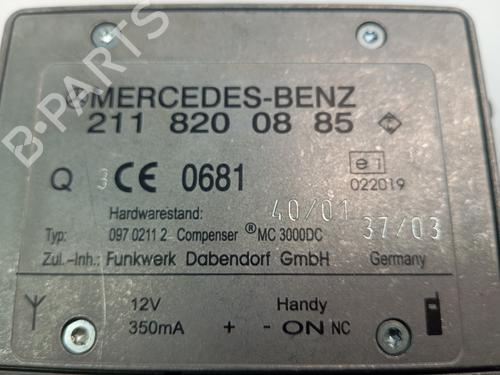 MERCEDES-BENZ
211 820 08 85
Q 3 CE 0681 e1
022019
Hardwarestand: 40/01 37/03
Typ: 097 0211 2 Compenser ® MC 3000DC
Zul.-Inh.: Funkwerk Dabendorf GmbH Germany
12V Handy
350mA + - ON NC
B-PARTS